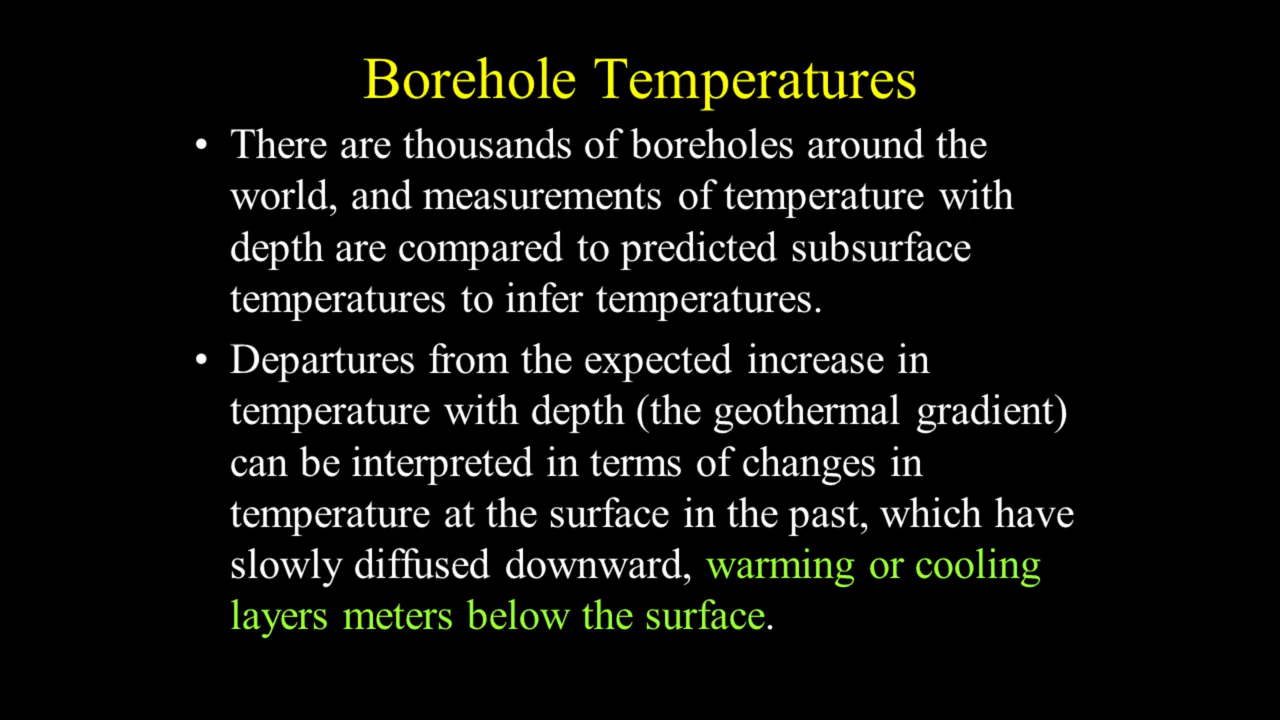 Borehole Temperatures
• There are thousands of boreholes around the
world, and measurements of temperature with
depth are compared to predicted subsurface
temperatures to infer temperatures.
• Departures from the expected increase in
temperature with depth (the geothermal gradient)
can be interpreted in terms of changes in
temperature at the surface in the past, which have
slowly diffused downward, warming or cooling
layers meters below the surface.